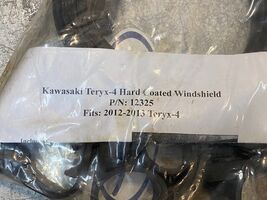 Kawasaki Teryx-4 Hard Coated Windshield
P/N: 12325
Fits: 2012-2013 Teryx-4